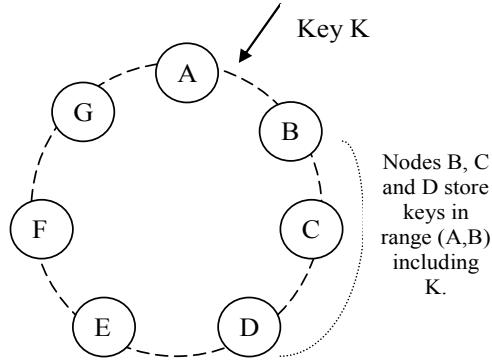 Key K
A
B
G
Nodes B, C
and D store
keys in
range (A,B)
including
K.
F
C
E
D